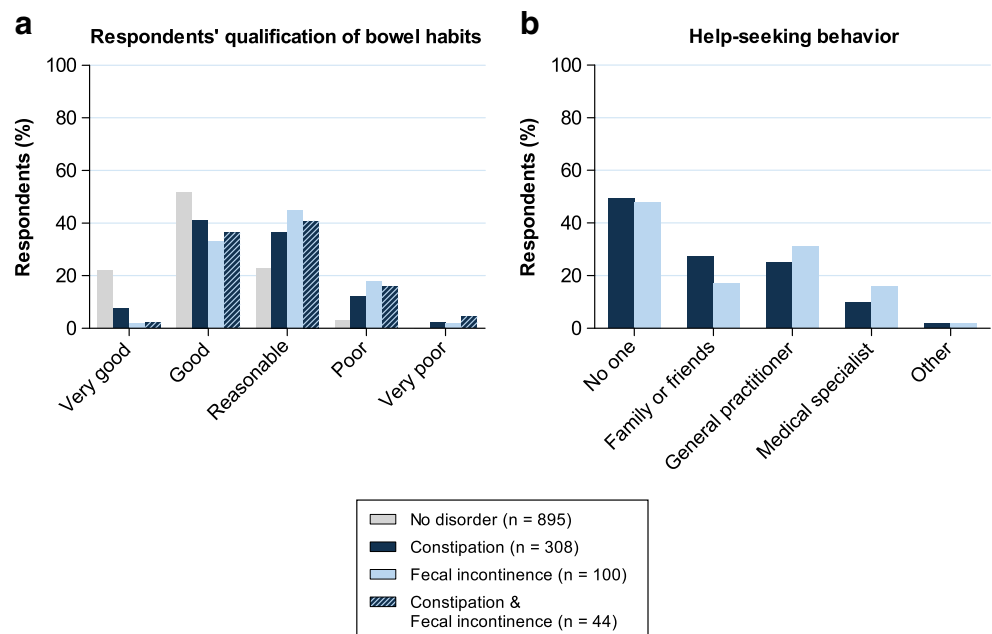 a
Respondents' qualification of bowel habits
Respondents (%)
100
80
60
40
20
0
Very good
Good
Reasonable
Poor
Very poor
b
Help-seeking behavior
Respondents (%)
100
80
60
40
20
0
No one
Family or friends
General practitioner
Medical specialist
Other
No disorder (n = 895)
Constipation (n = 308)
Fecal incontinence (n = 100)
Constipation &
Fecal incontinence (n = 44)